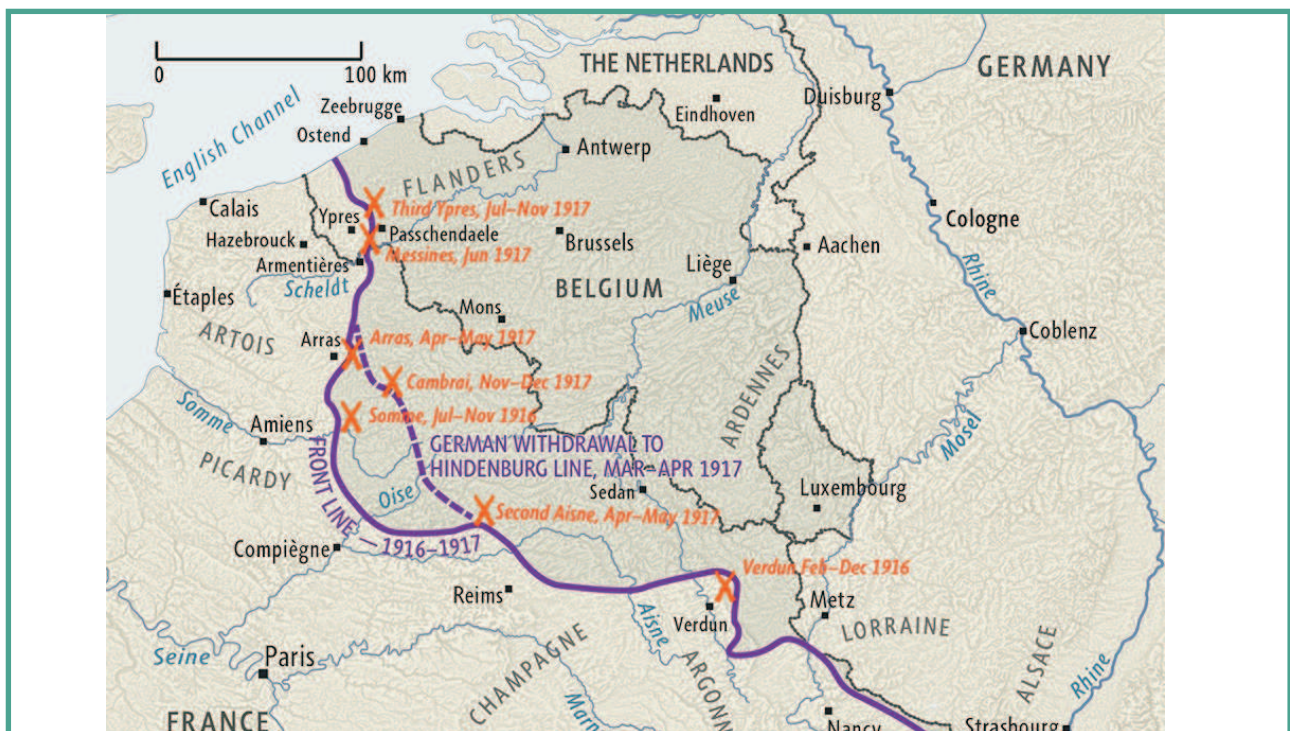 THE NETHERLANDS
GERMANY
0
100 km
Zeebrugge
Eindhoven
Duisburg
Ostend
English Channel
Antwerp
FLANDERS
Calais
Third Ypres, Jul–Nov 1917
Ypres
Cologne
Hazebrouck
Passchendaele
Brussels
Aachen
Messines, Jun 1917
Armentières
Liège
Rhine
Scheldt
BELGIUM
Étaples
Meuse
Mons
Coblenz
ARTOIS
Arras
Arras, Apr–May 1917
ARDENNES
Cambrai, Nov–Dec 1917
Somme
Somme, Jul–Nov 1916
Amiens
Mosel
GERMAN WITHDRAWAL TO
HINDENBURG LINE, MAR–APR 1917
PICARDY
Oise
Sedan
Luxembourg
Second Aisne, Apr–May 1917
FRONT LINE — 1916–1917
Compiègne
Verdun Feb–Dec 1916
Reims
Metz
Aisne
Verdun
LORRAINE
Seine
Paris
CHAMPAGNE
ARGONN
ALSACE
Rhine
Marn
FRANCE
Nancy
Strasbourg